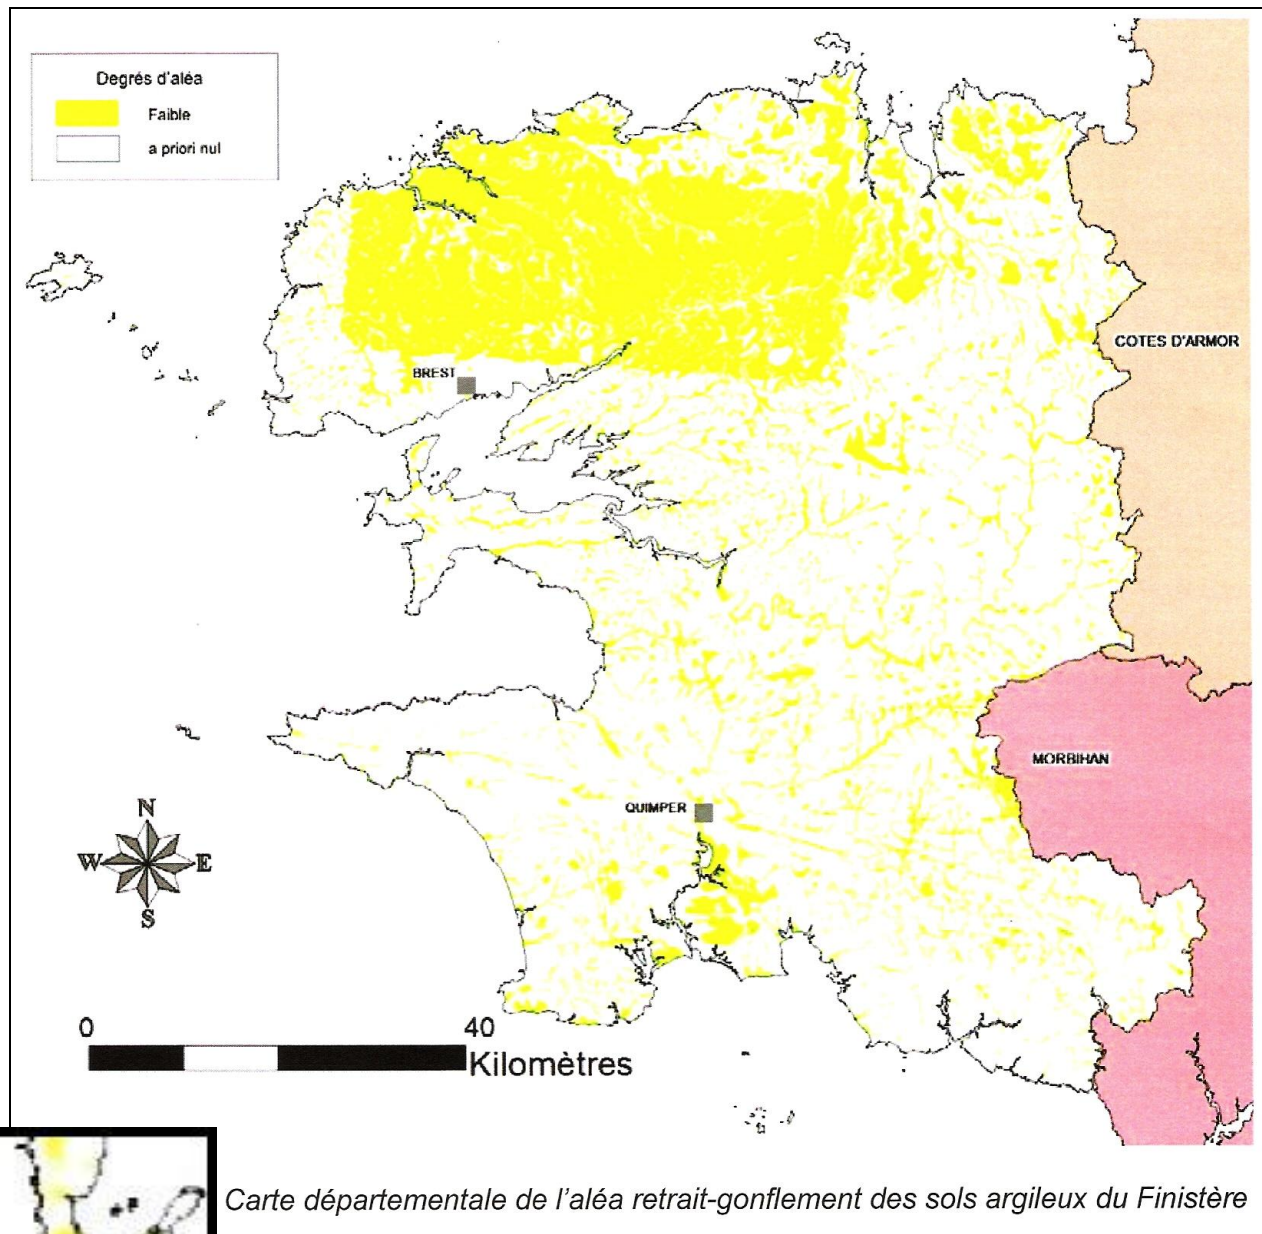 Degrés d'aléa
Faible
a priori nul
COTES D'ARMOR
BREST
MORBIHAN
QUIMPER
N
W E
S
0 40
Kilomètres
Carte départementale de l'aléa retrait-gonflement des sols argileux du Finistère